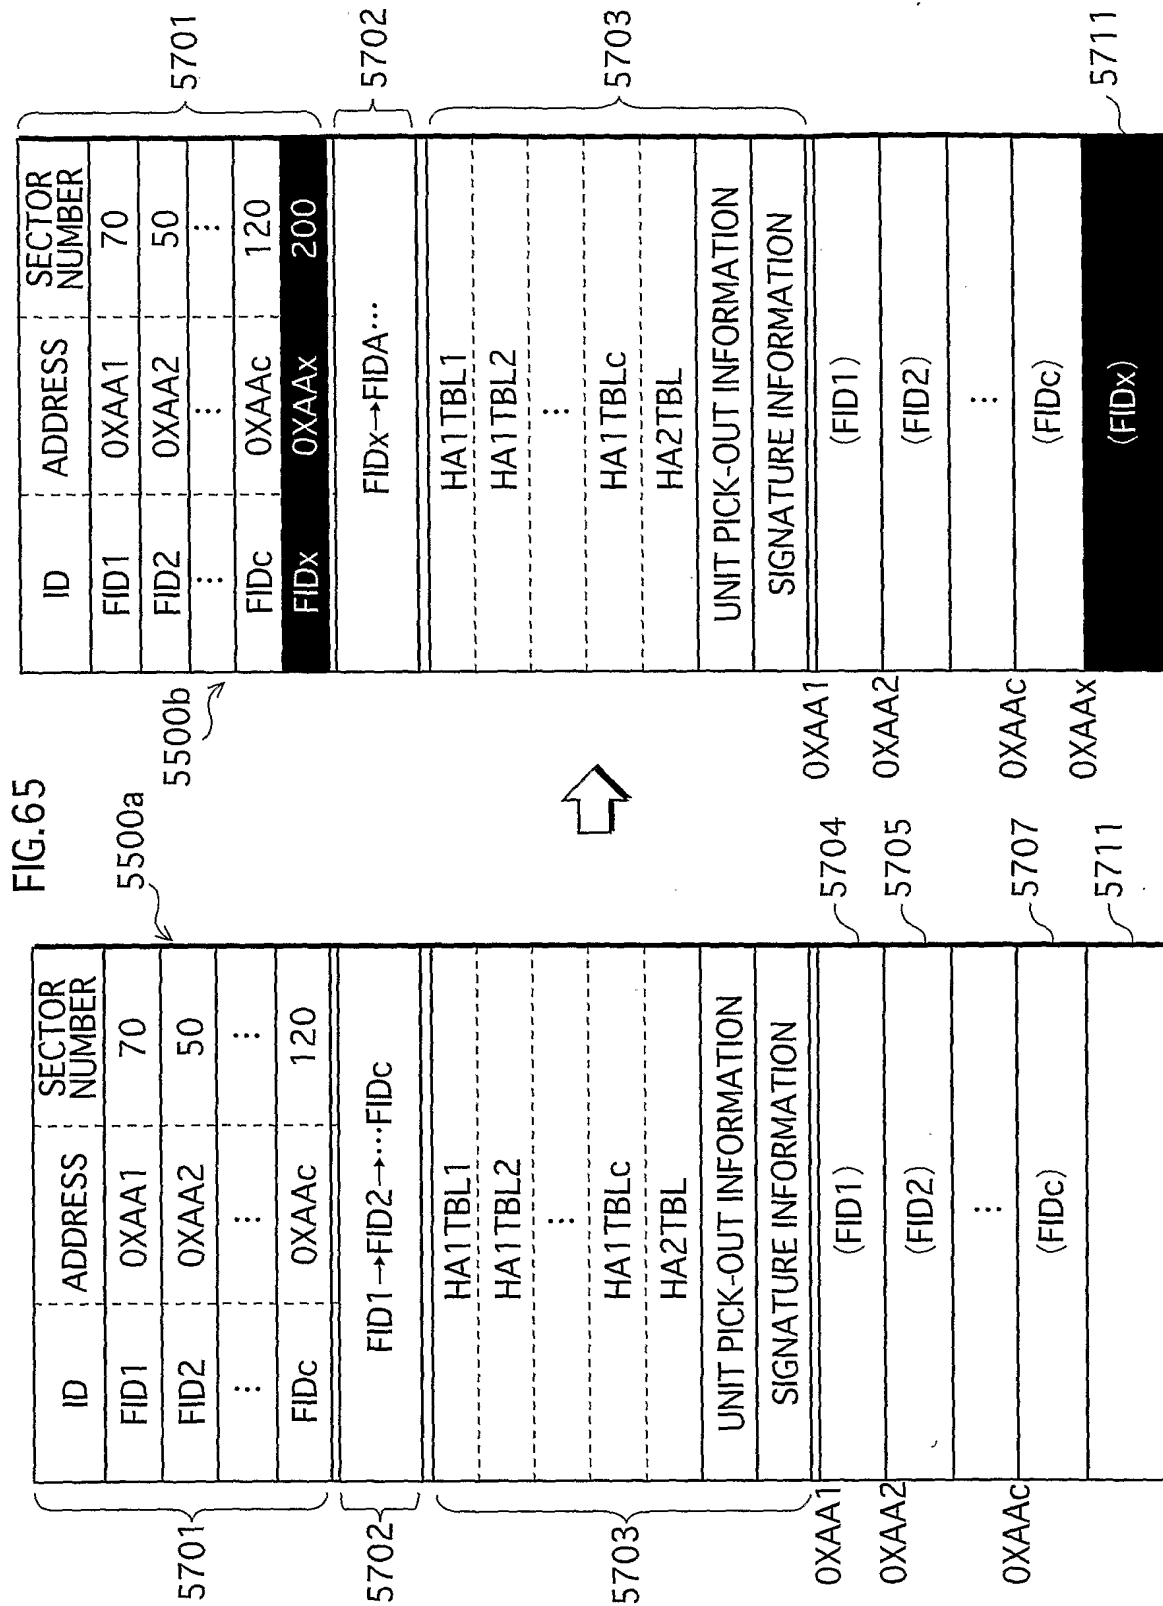 FIG.65
5500a
ID ADDRESS SECTOR NUMBER
FID1 0XAA1 70
FID2 0XAA2 50
⋮ ⋮ ⋮
FIDc 0XAAc 120
5701
FID1→FID2→⋯FIDc
5702
HA1TBL1
HA1TBL2
⋮
HA1TBLc
HA2TBL
UNIT PICK-OUT INFORMATION
SIGNATURE INFORMATION
5703
0XAA1 (FID1) 5704
0XAA2 (FID2) 5705
⋮
0XAAc (FIDc) 5707
5711
5500b
ID ADDRESS SECTOR NUMBER
FID1 0XAA1 70
FID2 0XAA2 50
⋮ ⋮ ⋮
FIDc 0XAAc 120
FIDx 0XAAx 200
5701
FIDx→FIDA⋯
5702
HA1TBL1
HA1TBL2
⋮
HA1TBLc
HA2TBL
UNIT PICK-OUT INFORMATION
SIGNATURE INFORMATION
5703
0XAA1 (FID1)
0XAA2 (FID2)
⋮
0XAAc (FIDc)
0XAAx (FIDx) 5711